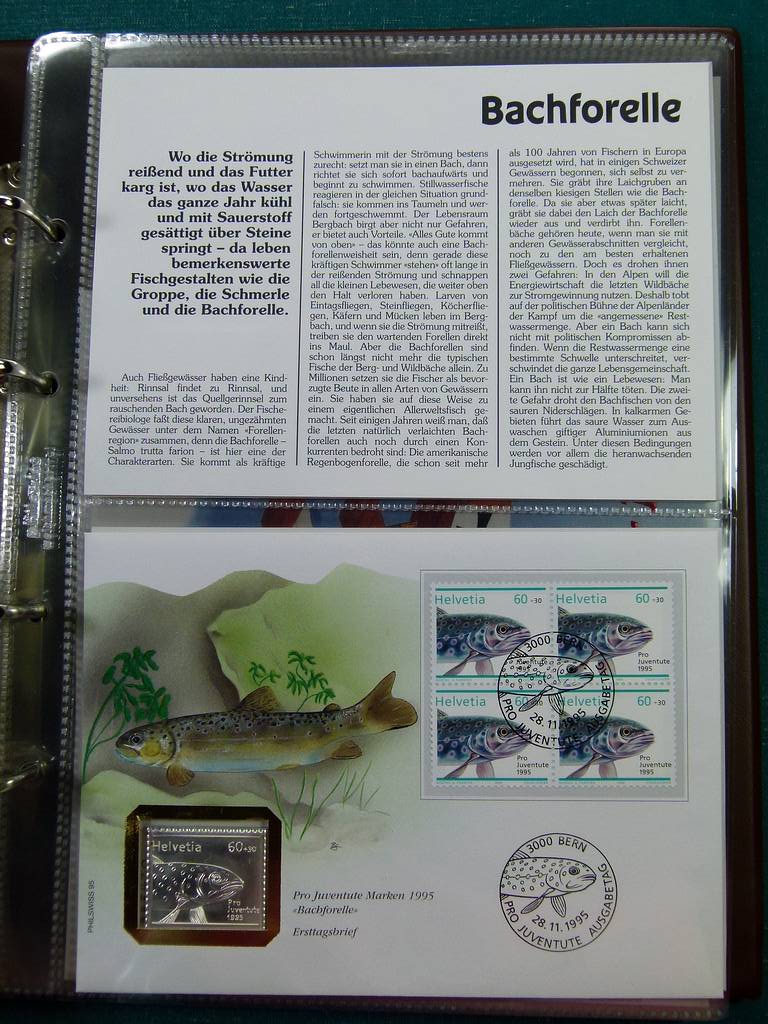 Bachforelle
Wo die Strömung
reißend und das Futter
karg ist, wo das Wasser
das ganze Jahr kühl
und mit Sauerstoff
gesättigt über Steine
springt – da leben
bemerkenswerte
Fischgestalten wie die
Groppe, die Schmerle
und die Bachforelle.
Auch Fließgewässer haben eine Kind-
heit: Rinnsal findet zu Rinnsal, und
unversehens ist das Quellgerinnsel zum
rauschenden Bach geworden. Der Fische-
reibiologe faßt diese klaren, ungezähmten
Gewässer unter dem Namen «Forellen-
region» zusammen, denn die Bachforelle –
Salmo trutta farion – ist hier eine der
Charakterarten. Sie kommt als kräftige
Schwimmerin mit der Strömung bestens
zurecht: setzt man sie in einen Bach, dann
richtet sie sich sofort bachaufwärts und
beginnt zu schwimmen. Stillwasserfische
reagieren in der gleichen Situation grund-
falsch: sie kommen ins Taumeln und wer-
den fortgeschwemmt. Der Lebensraum
Bergbach birgt aber nicht nur Gefahren,
er bietet auch Vorteile. «Alles Gute kommt
von oben» – das könnte auch eine Bach-
forellenweisheit sein, denn gerade diese
kräftigen Schwimmer «stehen» oft lange in
der reißenden Strömung und schnappen
all die kleinen Lebewesen, die weiter oben
den Halt verloren haben. Larven von
Eintagsfliegen, Steinfliegen, Köcherflie-
gen, Käfern und Mücken leben im Berg-
bach, und wenn sie die Strömung mitreißt,
treiben sie den wartenden Forellen direkt
ins Maul. Aber die Bachforellen sind
schon längst nicht mehr die typischen
Fische der Berg- und Wildbäche allein. Zu
Millionen setzen sie die Fischer als bevor-
zugte Beute in allen Arten von Gewässern
ein. Sie haben sie auf diese Weise zu
einem eigentlichen Allerweltsfisch ge-
macht. Seit einigen Jahren weiß man, daß
die letzten natürlich verlaichten Bach-
forellen auch noch durch einen Kon-
kurrenten bedroht sind: Die amerikanische
Regenbogenforelle, die schon seit mehr
als 100 Jahren von Fischern in Europa
ausgesetzt wird, hat in einigen Schweizer
Gewässern begonnen, sich selbst zu ver-
mehren. Sie gräbt ihre Laichgruben an
denselben kiesigen Stellen wie die Bach-
forelle. Da sie aber etwas später laicht,
gräbt sie dabei den Laich der Bachforelle
wieder aus und verdirbt ihn. Forellen-
bäche gehören heute, wenn man sie mit
anderen Gewässerabschnitten vergleicht,
noch zu den am besten erhaltenen
Fließgewässern. Doch es drohen ihnen
zwei Gefahren: In den Alpen will die
Energiewirtschaft die letzten Wildbäche
zur Stromgewinnung nutzen. Deshalb tobt
auf der politischen Bühne der Alpenländer
der Kampf um die «angemessene» Rest-
wassermenge. Aber ein Bach kann sich
nicht mit politischen Kompromissen ab-
finden. Wenn die Restwassermenge eine
bestimmte Schwelle unterschreitet, ver-
schwindet die ganze Lebensgemeinschaft.
Ein Bach ist wie ein Lebewesen: Man
kann ihn nicht zur Hälfte töten. Die zwei-
te Gefahr droht den Bachfischen von den
sauren Niederschlägen. In kalkarmen Ge-
bieten führt das saure Wasser zum Aus-
waschen giftiger Aluminiumionen aus
dem Gestein. Unter diesen Bedingungen
werden vor allem die heranwachsenden
Jungfische geschädigt.
Helvetia 60+30
Pro
Juventute
1995
Helvetia 60+30
Pro
Juventute
1995
Helvetia 60+30
Pro
Juventute
1995
Helvetia 60+30
Pro
Juventute
1995
3000 BERN
28.11.1995
PRO JUVENTUTE AUSGABETAG
Helvetia 60+30
Pro
Juventute
1995
Pro Juventute Marken 1995
«Bachforelle»
Ersttagsbrief
3000 BERN
28.11.1995
PRO JUVENTUTE AUSGABETAG
PHILSWISS 95